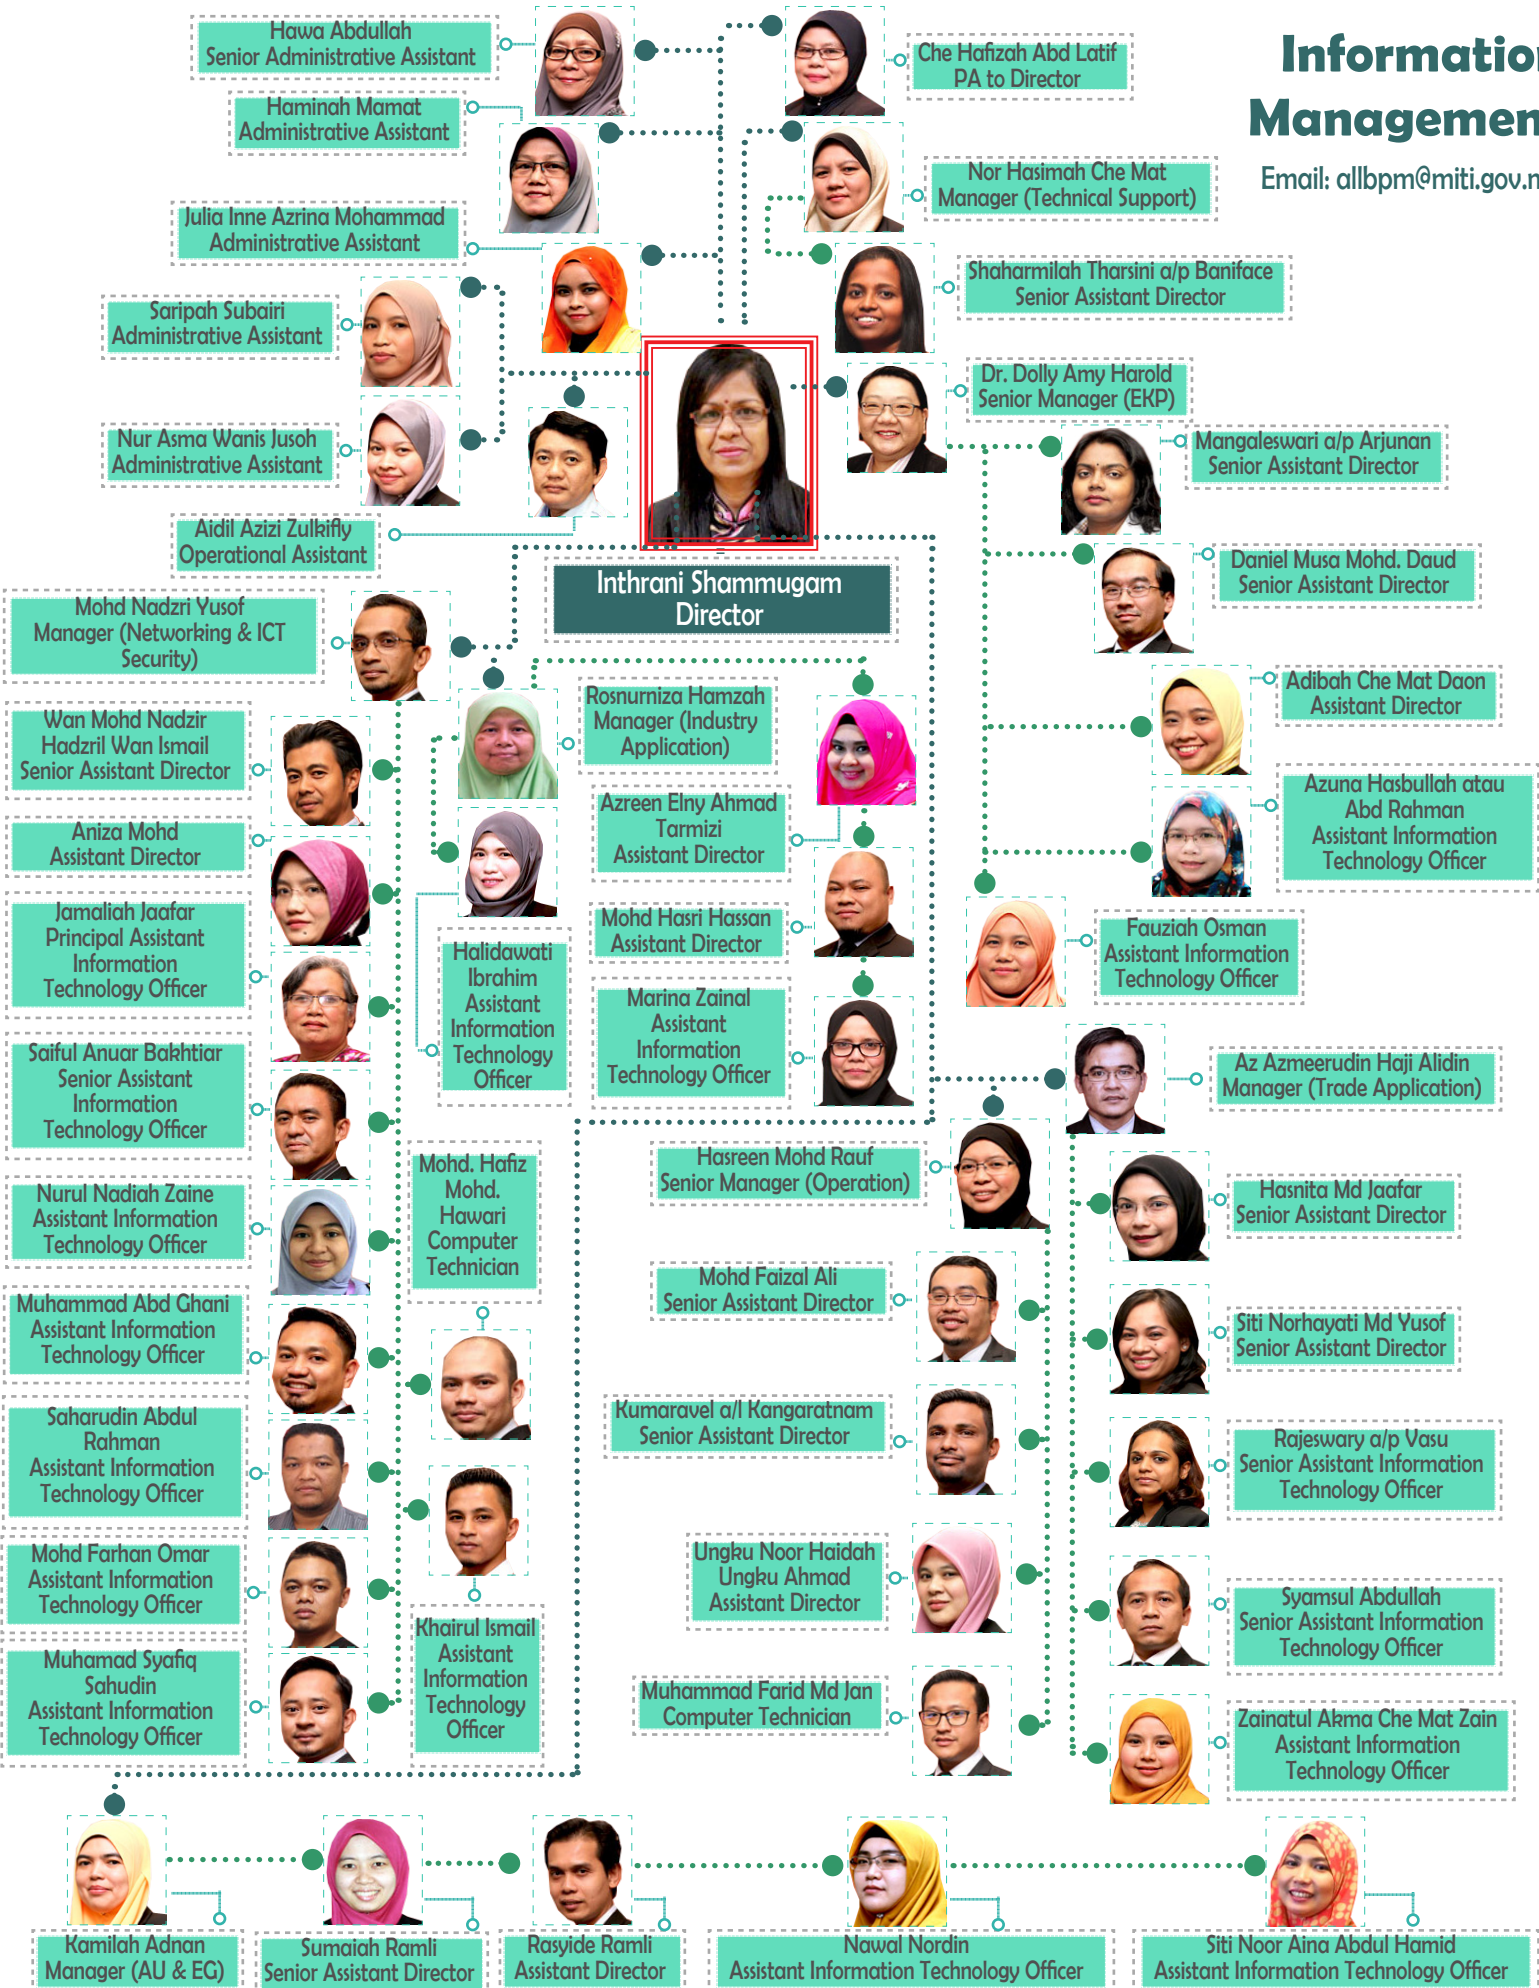 Information
Management
Email: allbpm@miti.gov.m
Hawa Abdullah
Senior Administrative Assistant
Che Hafizah Abd Latif
PA to Director
Haminah Mamat
Administrative Assistant
Nor Hasimah Che Mat
Manager (Technical Support)
Julia Inne Azrina Mohammad
Administrative Assistant
Shaharmilah Tharsini a/p Baniface
Senior Assistant Director
Saripah Subairi
Administrative Assistant
Dr. Dolly Amy Harold
Senior Manager (EKP)
Nur Asma Wanis Jusoh
Administrative Assistant
Mangaleswari a/p Arjunan
Senior Assistant Director
Aidil Azizi Zulkifly
Operational Assistant
Daniel Musa Mohd. Daud
Senior Assistant Director
Inthrani Shammugam
Director
Mohd Nadzri Yusof
Manager (Networking & ICT
Security)
Rosnurniza Hamzah
Manager (Industry
Application)
Adibah Che Mat Daon
Assistant Director
Wan Mohd Nadzir
Hadzril Wan Ismail
Senior Assistant Director
Azreen Elny Ahmad
Tarmizi
Assistant Director
Azuna Hasbullah atau
Abd Rahman
Assistant Information
Technology Officer
Aniza Mohd
Assistant Director
Jamaliah Jaafar
Principal Assistant
Information
Technology Officer
Mohd Hasri Hassan
Assistant Director
Fauziah Osman
Assistant Information
Technology Officer
Halidawati
Ibrahim
Assistant
Information
Technology
Officer
Marina Zainal
Assistant
Information
Technology Officer
Saiful Anuar Bakhtiar
Senior Assistant
Information
Technology Officer
Az Azmeerudin Haji Alidin
Manager (Trade Application)
Hasreen Mohd Rauf
Senior Manager (Operation)
Mohd. Hafiz
Mohd.
Hawari
Computer
Technician
Nurul Nadiah Zaine
Assistant Information
Technology Officer
Hasnita Md Jaafar
Senior Assistant Director
Mohd Faizal Ali
Senior Assistant Director
Muhammad Abd Ghani
Assistant Information
Technology Officer
Siti Norhayati Md Yusof
Senior Assistant Director
Saharudin Abdul
Rahman
Assistant Information
Technology Officer
Kumaravel a/l Kangaratnam
Senior Assistant Director
Rajeswary a/p Vasu
Senior Assistant Information
Technology Officer
Mohd Farhan Omar
Assistant Information
Technology Officer
Ungku Noor Haidah
Ungku Ahmad
Assistant Director
Syamsul Abdullah
Senior Assistant Information
Technology Officer
Khairul Ismail
Assistant
Information
Technology
Officer
Muhamad Syafiq
Sahudin
Assistant Information
Technology Officer
Muhammad Farid Md Jan
Computer Technician
Zainatul Akma Che Mat Zain
Assistant Information
Technology Officer
Kamilah Adnan
Manager (AU & EG)
Sumaiah Ramli
Senior Assistant Director
Rasyide Ramli
Assistant Director
Nawal Nordin
Assistant Information Technology Officer
Siti Noor Aina Abdul Hamid
Assistant Information Technology Officer